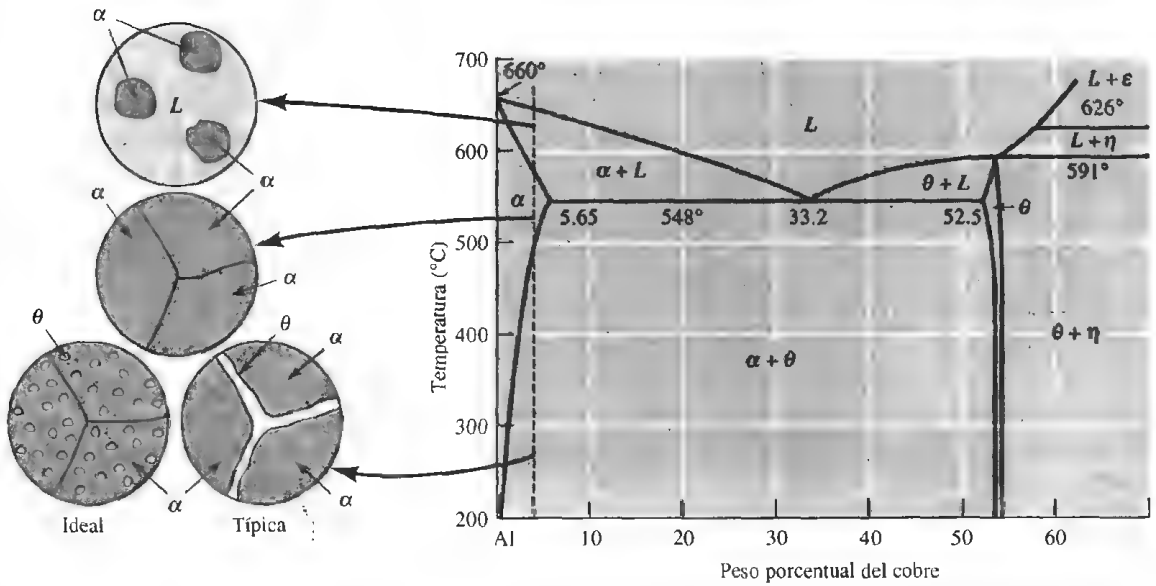 α
L
α
α
α
α
θ
θ
α
α
α
α
Ideal
Típica
700
600
500
400
300
200
Temperatura (°C)
660°
L
L + ε
626°
L + η
591°
α + L
θ + L
α
θ
5.65
548°
33.2
52.5
α + θ
θ + η
Al
10
20
30
40
50
60
Peso porcentual del cobre